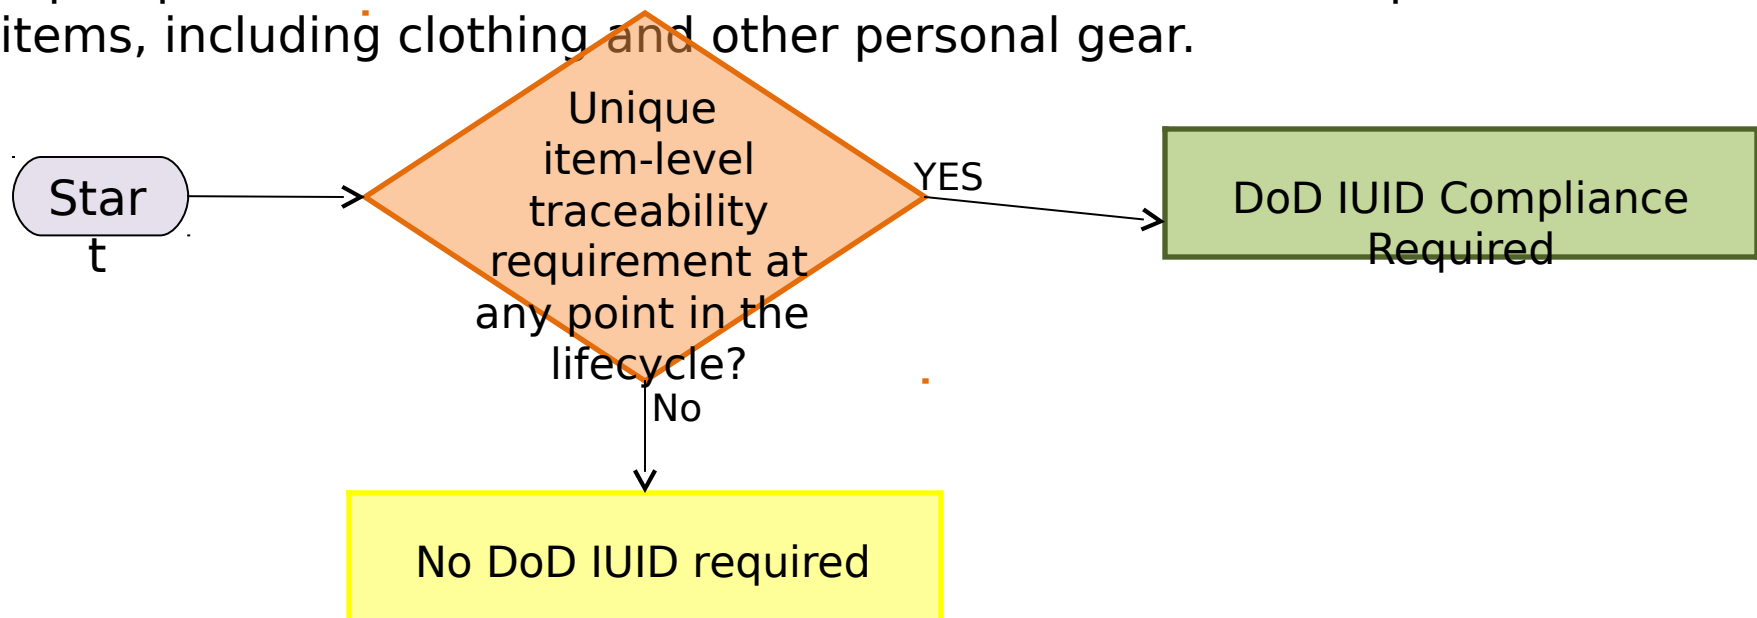 items, including clothing and other personal gear.
Star
t
Unique
item-level
traceability
requirement at
any point in the
lifecycle?
YES
DoD IUID Compliance
Required
No
No DoD IUID required